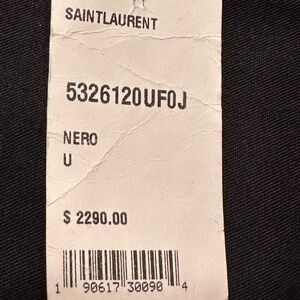 SAINTLAURENT
5326120UF0J
NERO
U
$ 2290.00
1 90617 30090 4